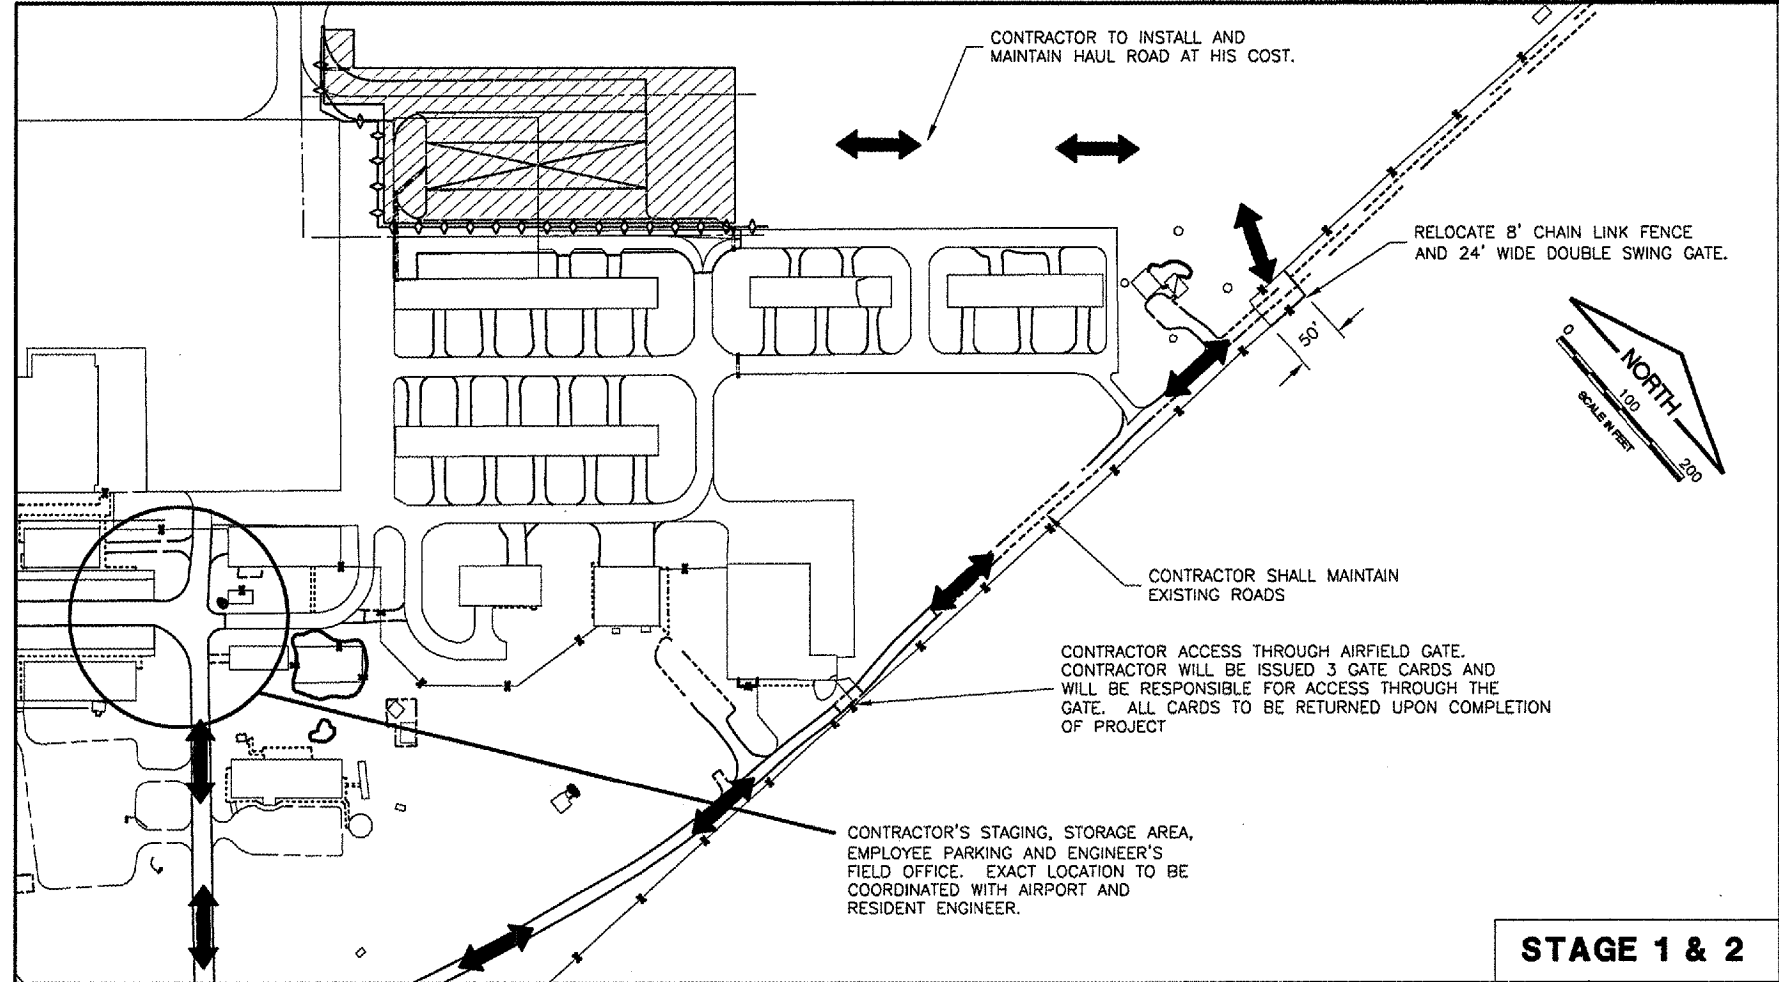 CONTRACTOR TO INSTALL AND
MAINTAIN HAUL ROAD AT HIS COST.
RELOCATE 8' CHAIN LINK FENCE
AND 24' WIDE DOUBLE SWING GATE.
50'
NORTH
0
100
200
SCALE IN FEET
CONTRACTOR SHALL MAINTAIN
EXISTING ROADS
CONTRACTOR ACCESS THROUGH AIRFIELD GATE.
CONTRACTOR WILL BE ISSUED 3 GATE CARDS AND
WILL BE RESPONSIBLE FOR ACCESS THROUGH THE
GATE. ALL CARDS TO BE RETURNED UPON COMPLETION
OF PROJECT
CONTRACTOR'S STAGING, STORAGE AREA,
EMPLOYEE PARKING AND ENGINEER'S
FIELD OFFICE. EXACT LOCATION TO BE
COORDINATED WITH AIRPORT AND
RESIDENT ENGINEER.
STAGE 1 & 2